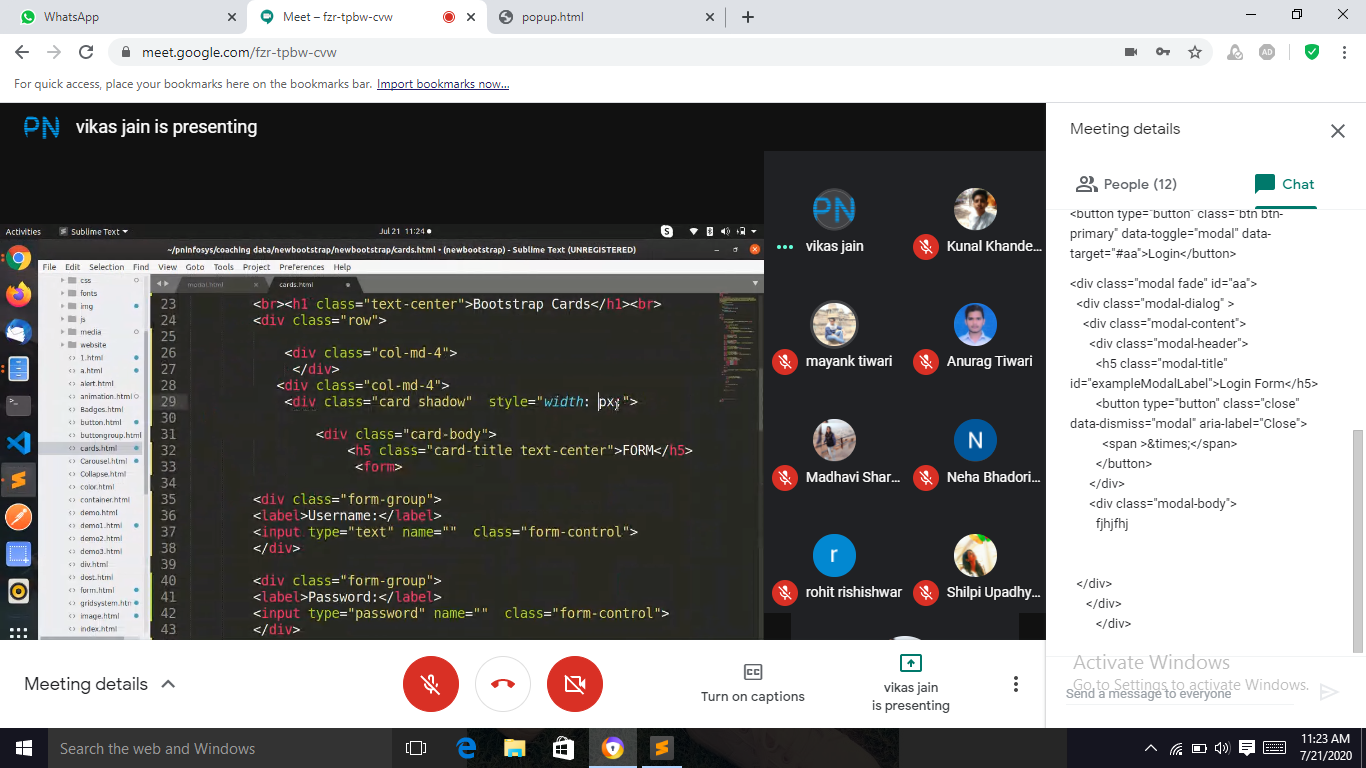 WhatsApp
Meet – fzr-tpbw-cvw
popup.html
meet.google.com/fzr-tpbw-cvw
AD
For quick access, place your bookmarks here on the bookmarks bar. Import bookmarks now...
PN vikas jain is presenting
Activities
Sublime Text
Jul 21 11:24
~/pninfosys/coaching data/newbootstrap/newbootstrap/cards.html • (newbootstrap) - Sublime Text (UNREGISTERED)
File Edit Selection Find View Goto Tools Project Preferences Help
modal.html
cards.html
css
fonts
img
js
media
website
1.html
a.html
alert.html
animation.html
Badges.html
button.html
buttongroup.html
cards.html
Carousel.html
Collapse.html
color.html
container.html
demo.html
demo1.html
demo2.html
demo3.html
div.html
dost.html
form.html
gridsystem.htm
image.html
index.html
23 <br><h1 class="text-center">Bootstrap Cards</h1><br>
24 <div class="row">
25
26 <div class="col-md-4">
27 </div>
28 <div class="col-md-4">
29 <div class="card shadow" style="width: px;">
30
31 <div class="card-body">
32 <h5 class="card-title text-center">FORM</h5>
33 <form>
34
35 <div class="form-group">
36 <label>Username:</label>
37 <input type="text" name="" class="form-control">
38 </div>
39
40 <div class="form-group">
41 <label>Password:</label>
42 <input type="password" name="" class="form-control">
43 </div>
PN
vikas jain
Kunal Khande...
mayank tiwari
Anurag Tiwari
Madhavi Shar...
N
Neha Bhadori...
r
rohit rishishwar
Shilpi Upadhy...
Meeting details
People (12)
Chat
<button type="button" class="btn btn-
primary" data-toggle="modal" data-
target="#aa">Login</button>
<div class="modal fade" id="aa">
<div class="modal-dialog" >
<div class="modal-content">
<div class="modal-header">
<h5 class="modal-title"
id="exampleModalLabel">Login Form</h5>
<button type="button" class="close"
data-dismiss="modal" aria-label="Close">
<span >&times;</span>
</button>
</div>
<div class="modal-body">
fjhjfhj
</div>
</div>
</div>
Activate Windows
Go to Settings to activate Windows.
Send a message to everyone
Meeting details
Turn on captions
vikas jain
is presenting
Search the web and Windows
11:23 AM
7/21/2020